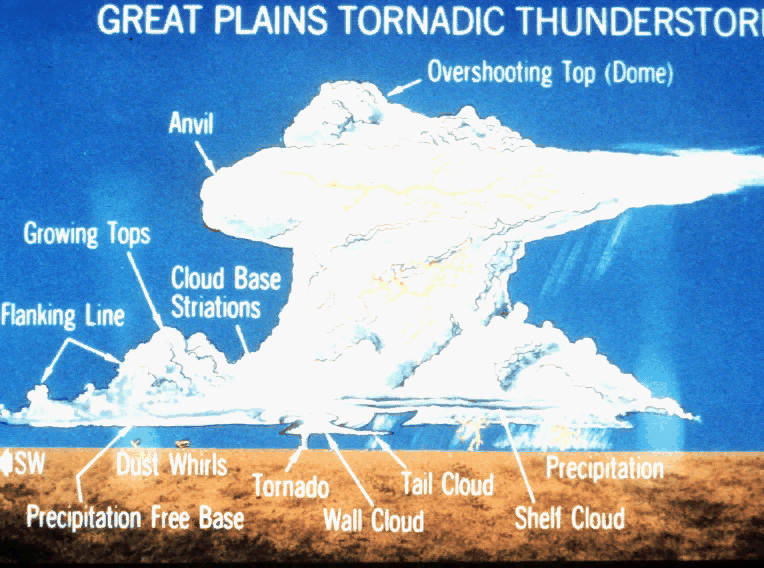 GREAT PLAINS TORNADIC THUNDERSTOR
Overshooting Top (Dome)
Anvil
Growing Tops
Cloud Base
Striations
Flanking Line
SW
Dust Whirls
Precipitation
Tornado
Tail Cloud
Precipitation Free Base
Wall Cloud
Shelf Cloud